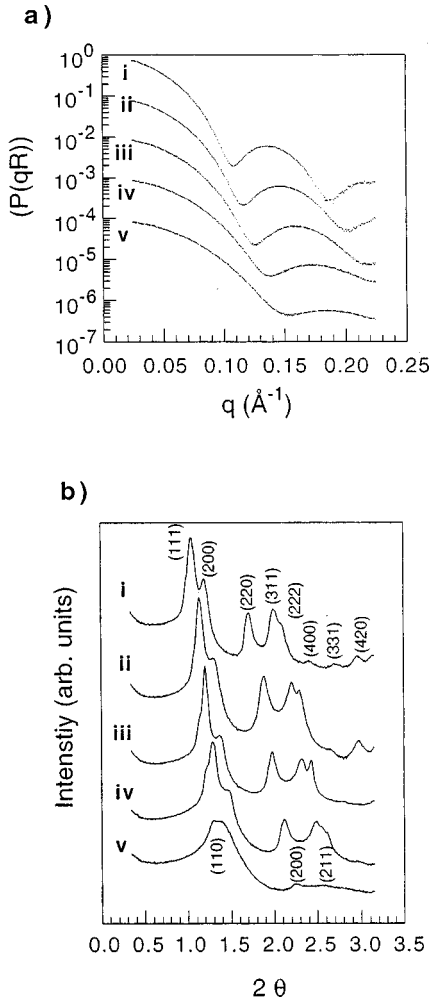 a)
10^0
10^-1
10^-2
10^-3
10^-4
10^-5
10^-6
10^-7
(P(qR))
i
ii
iii
iv
v
0.00 0.05 0.10 0.15 0.20 0.25
q (Å^-1)
b)
Intenstiy (arb. units)
(111)
(200)
(220)
(311)
(222)
(400)
(331)
(420)
i
ii
iii
iv
v
(110)
(200)
(211)
0.0 0.5 1.0 1.5 2.0 2.5 3.0 3.5
2 θ